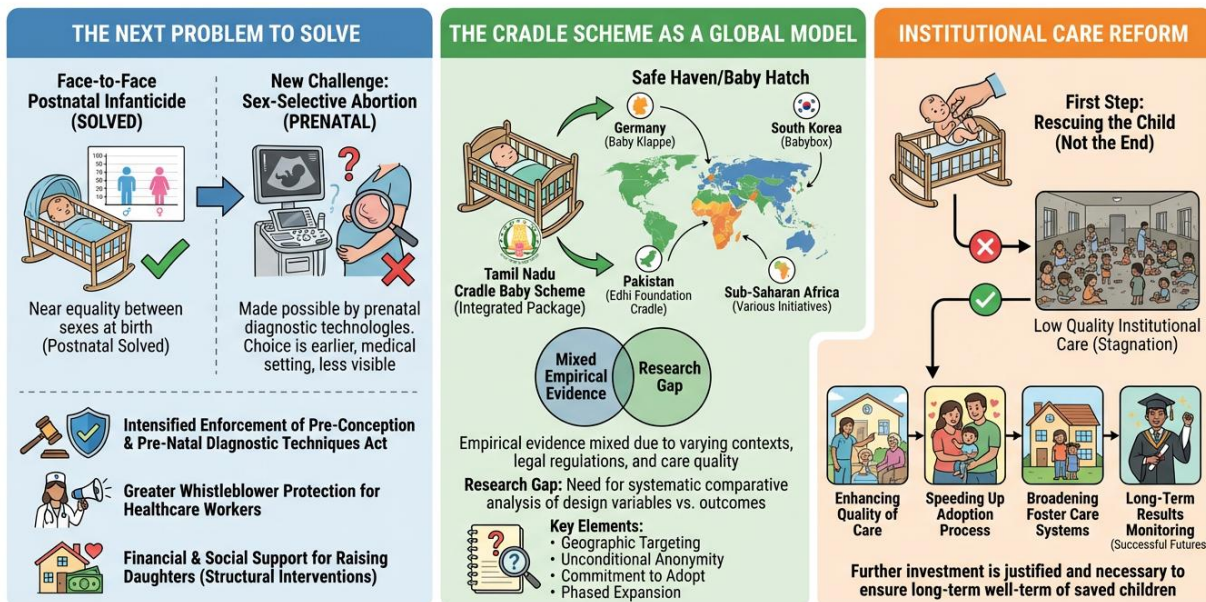 THE NEXT PROBLEM TO SOLVE
Face-to-Face
Postnatal Infanticide
(SOLVED)
100
50
20
10
♂
♀
Near equality between
sexes at birth
(Postnatal Solved)
New Challenge:
Sex-Selective Abortion
(PRENATAL)
?
?
Made possible by prenatal
diagnostic technologies.
Choice is earlier, medical
setting, less visible
Intensified Enforcement of Pre-Conception
& Pre-Natal Diagnostic Techniques Act
Greater Whistleblower Protection for
Healthcare Workers
Financial & Social Support for Raising
Daughters (Structural Interventions)
THE CRADLE SCHEME AS A GLOBAL MODEL
Safe Haven/Baby Hatch
Germany
(Baby Klappe)
South Korea
(Babybox)
Tamil Nadu
Cradle Baby Scheme
(Integrated Package)
Pakistan
(Edhi Foundation
Cradle)
Sub-Saharan Africa
(Various Initiatives)
Mixed
Empirical
Evidence
Research
Gap
Empirical evidence mixed due to varying contexts,
legal regulations, and care quality
Research Gap: Need for systematic comparative
analysis of design variables vs. outcomes
?
?
Key Elements:
• Geographic Targeting
• Unconditional Anonymity
• Commitment to Adopt
• Phased Expansion
INSTITUTIONAL CARE REFORM
First Step:
Rescuing the Child
(Not the End)
Low Quality Institutional
Care (Stagnation)
Enhancing
Quality of
Care
Speeding Up
Adoption
Process
Broadening
Foster Care
Systems
Long-Term
Results
Monitoring
(Successful Futures)
Further investment is justified and necessary to
ensure long-term well-term of saved children